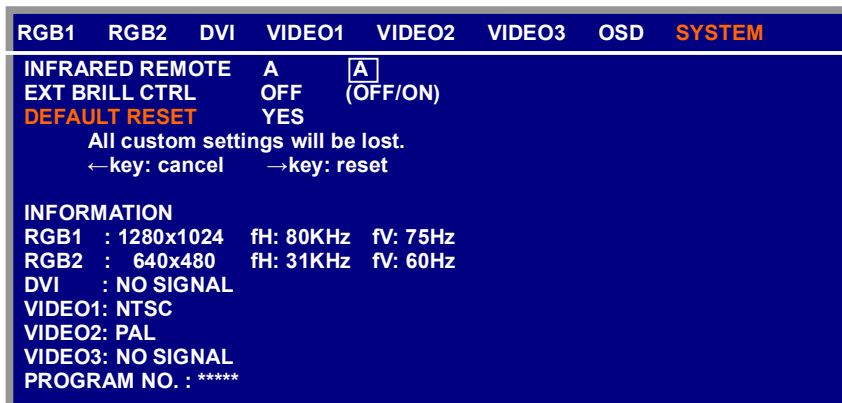 RGB1 RGB2 DVI VIDEO1 VIDEO2 VIDEO3 OSD SYSTEM
INFRARED REMOTE A A
EXT BRILL CTRL OFF (OFF/ON)
DEFAULT RESET YES
All custom settings will be lost.
←key: cancel →key: reset
INFORMATION
RGB1 : 1280x1024 fH: 80KHz fV: 75Hz
RGB2 : 640x480 fH: 31KHz fV: 60Hz
DVI : NO SIGNAL
VIDEO1: NTSC
VIDEO2: PAL
VIDEO3: NO SIGNAL
PROGRAM NO. : *****